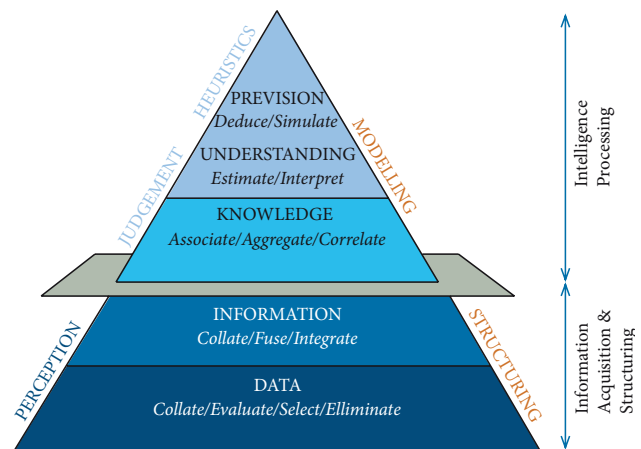 HEURISTICS
JUDGEMENT
PREVISION
Deduce/Simulate
UNDERSTANDING
Estimate/Interpret
MODELLING
KNOWLEDGE
Associate/Aggregate/Correlate
Intelligence
Processing
PERCEPTION
INFORMATION
Collate/Fuse/Integrate
STRUCTURING
DATA
Collate/Evaluate/Select/Elliminate
Information
Acquisition &
Structuring